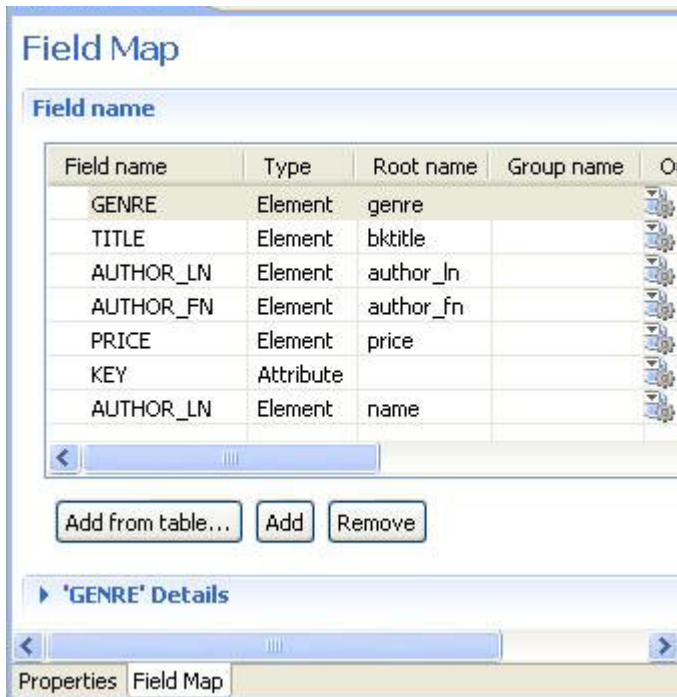 Field Map
Field name
Field name Type Root name Group name
GENRE Element genre
TITLE Element bktitle
AUTHOR_LN Element author_ln
AUTHOR_FN Element author_fn
PRICE Element price
KEY Attribute
AUTHOR_LN Element name
Add from table... Add Remove
'GENRE' Details
Properties Field Map